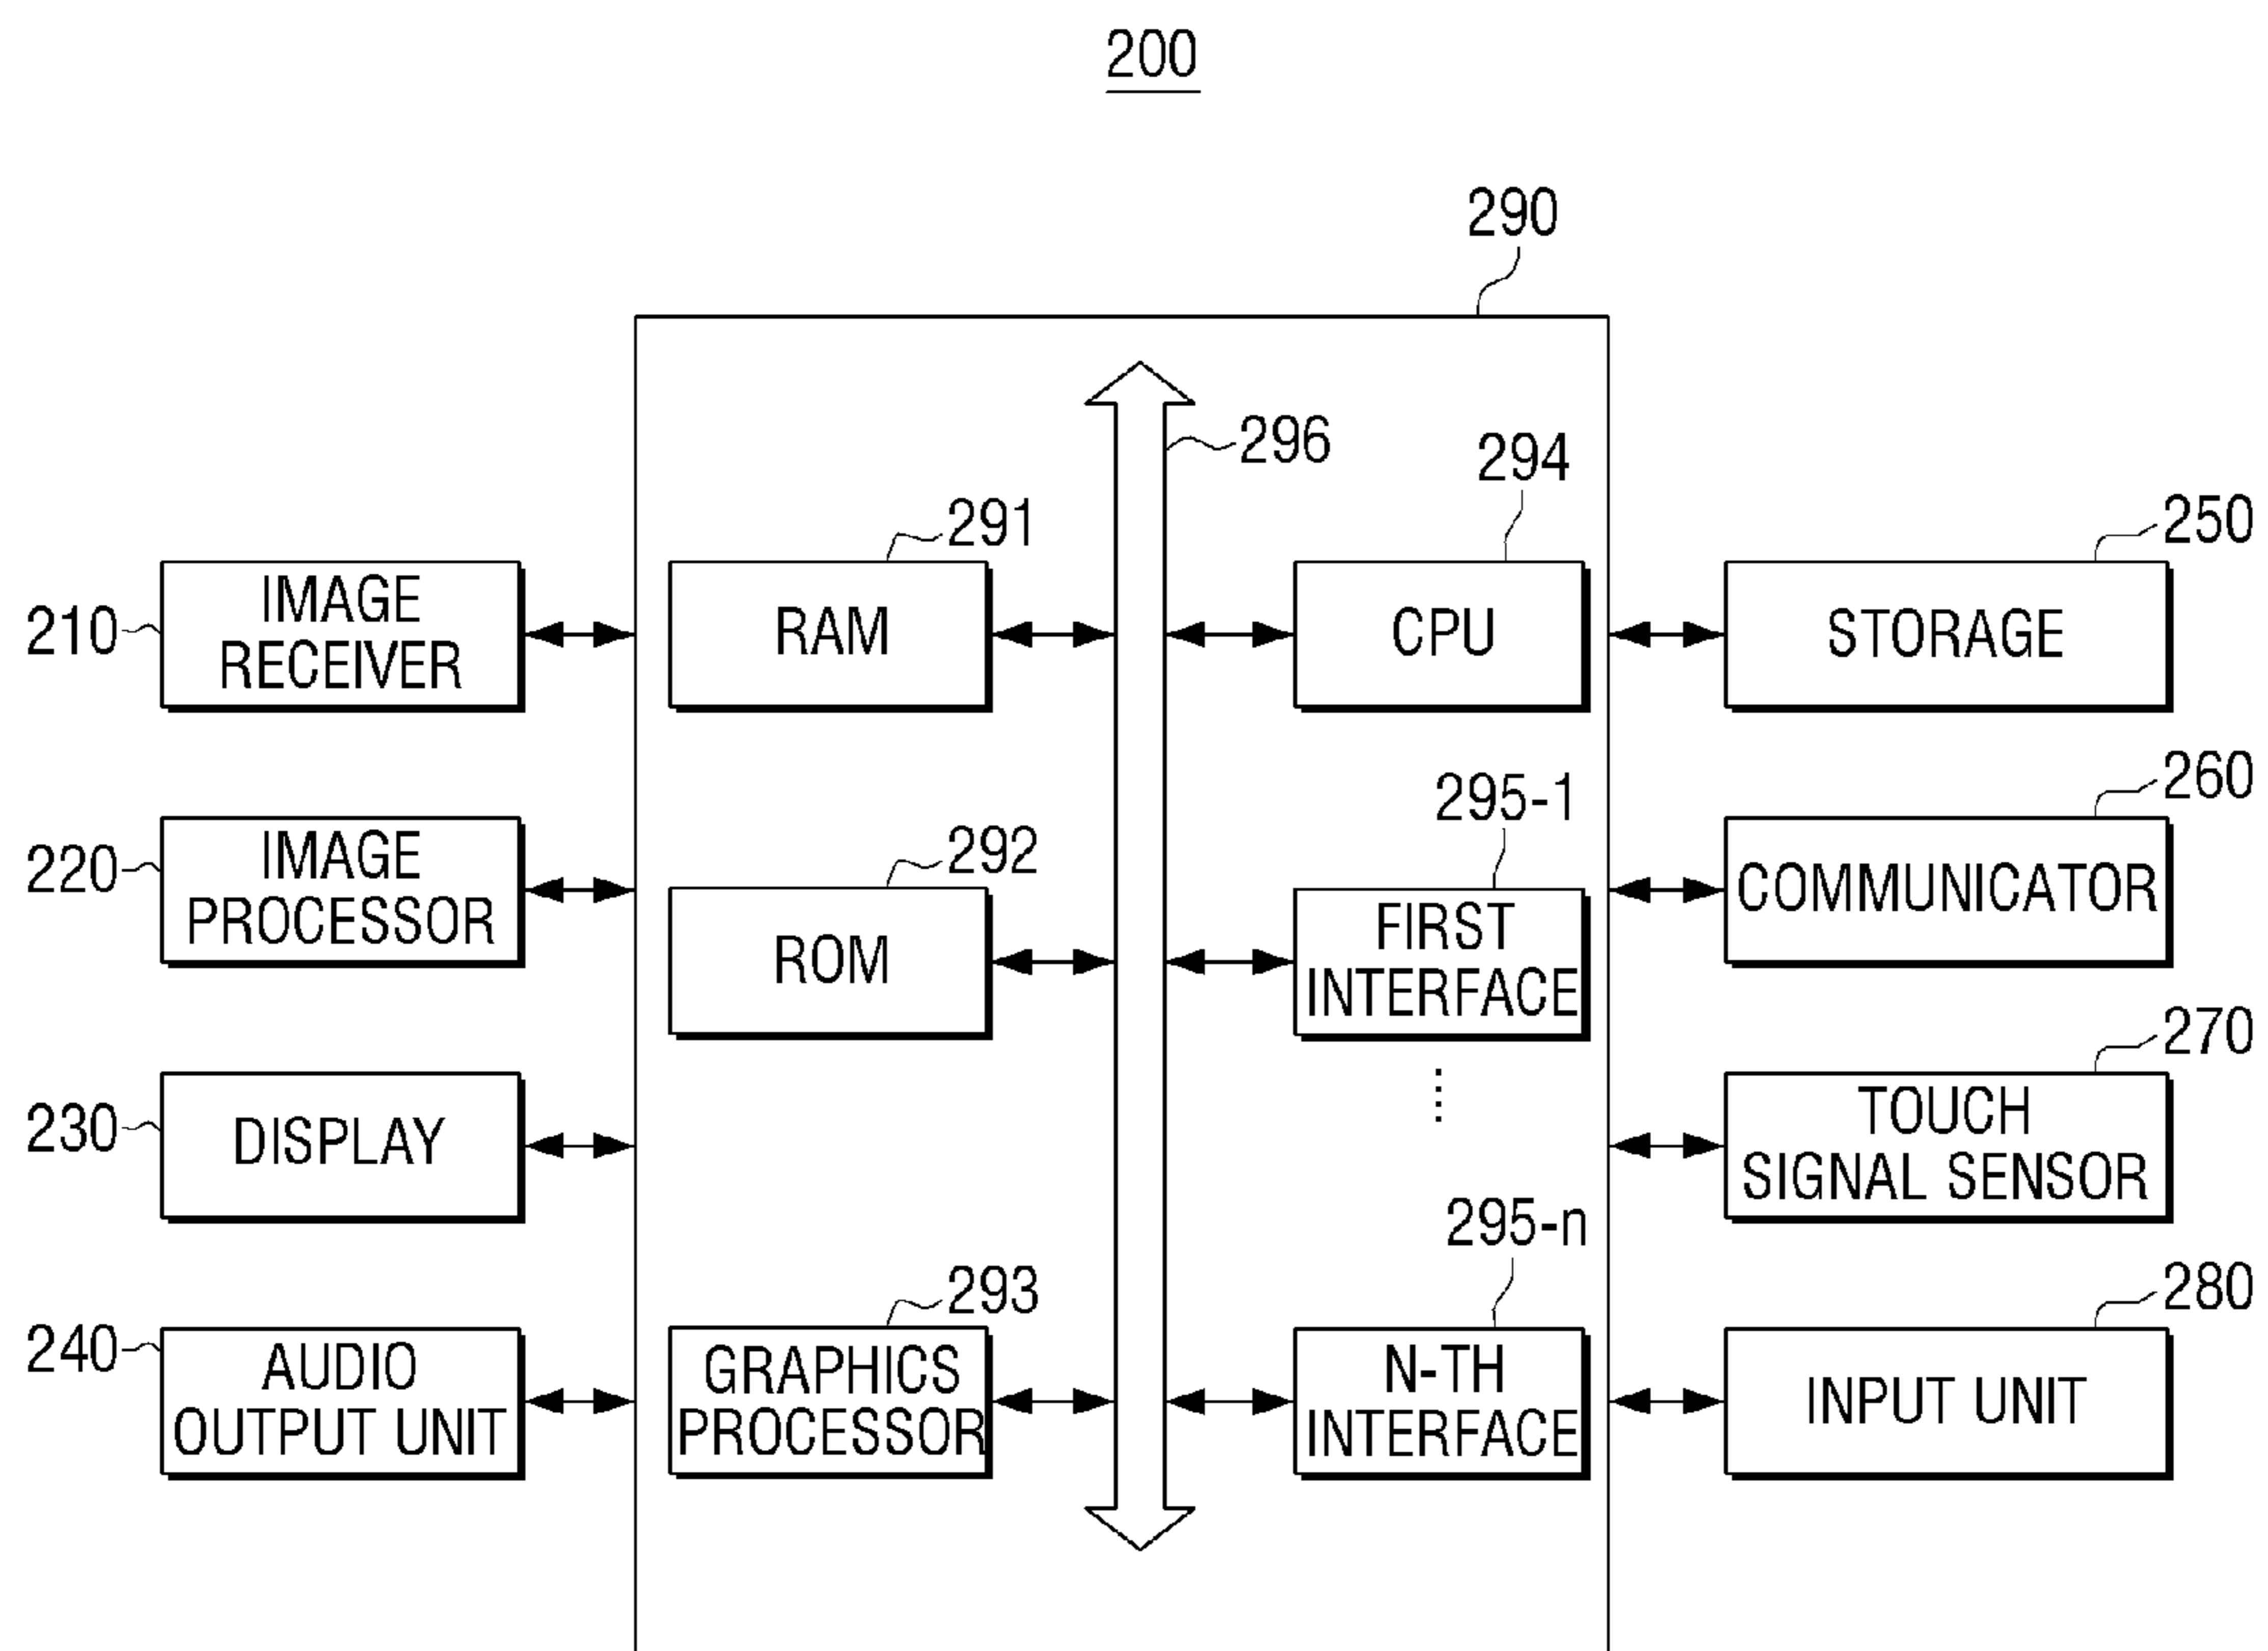 200
290
296
294
291
250
IMAGE
RECEIVER
210
RAM
CPU
STORAGE
295-1
260
292
IMAGE
PROCESSOR
220
ROM
FIRST
INTERFACE
COMMUNICATOR
270
230
DISPLAY
TOUCH
SIGNAL SENSOR
295-n
293
280
240
AUDIO
OUTPUT UNIT
GRAPHICS
PROCESSOR
N-TH
INTERFACE
INPUT UNIT